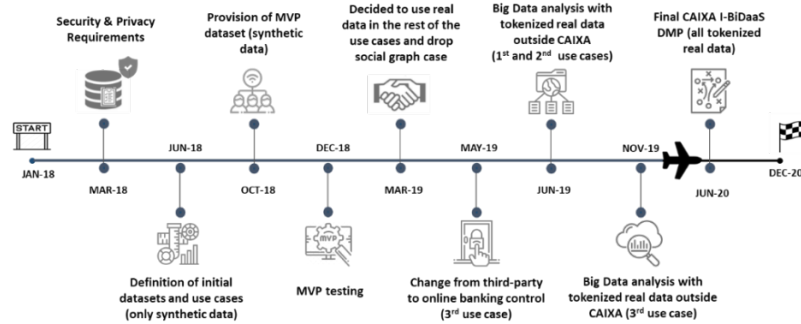 Security & Privacy
Requirements
Provision of MVP
dataset (synthetic
data)
Decided to use real
data in the rest of the
use cases and drop
social graph case
Big Data analysis with
tokenized real data
outside CAIXA
(1st and 2nd use cases)
Final CAIXA I-BiDaaS
DMP (all tokenized
real data)
START
JUN-18
DEC-18
MAY-19
NOV-19
JAN-18
MAR-18
OCT-18
MAR-19
JUN-19
JUN-20
DEC-20
MVP
Definition of initial
datasets and use cases
(only synthetic data)
MVP testing
Change from third-party
to online banking control
(3rd use case)
Big Data analysis with
tokenized real data outside
CAIXA (3rd use case)